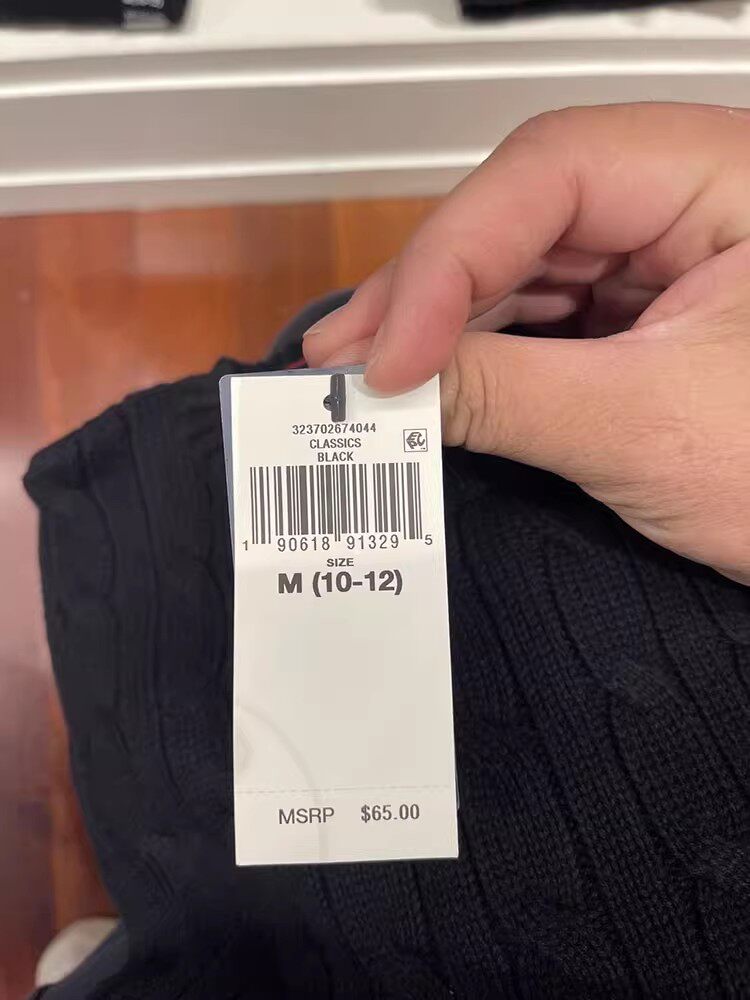 323702674044
CLASSICS
BLACK
1 90618 91329 5
SIZE
M (10-12)
MSRP $65.00